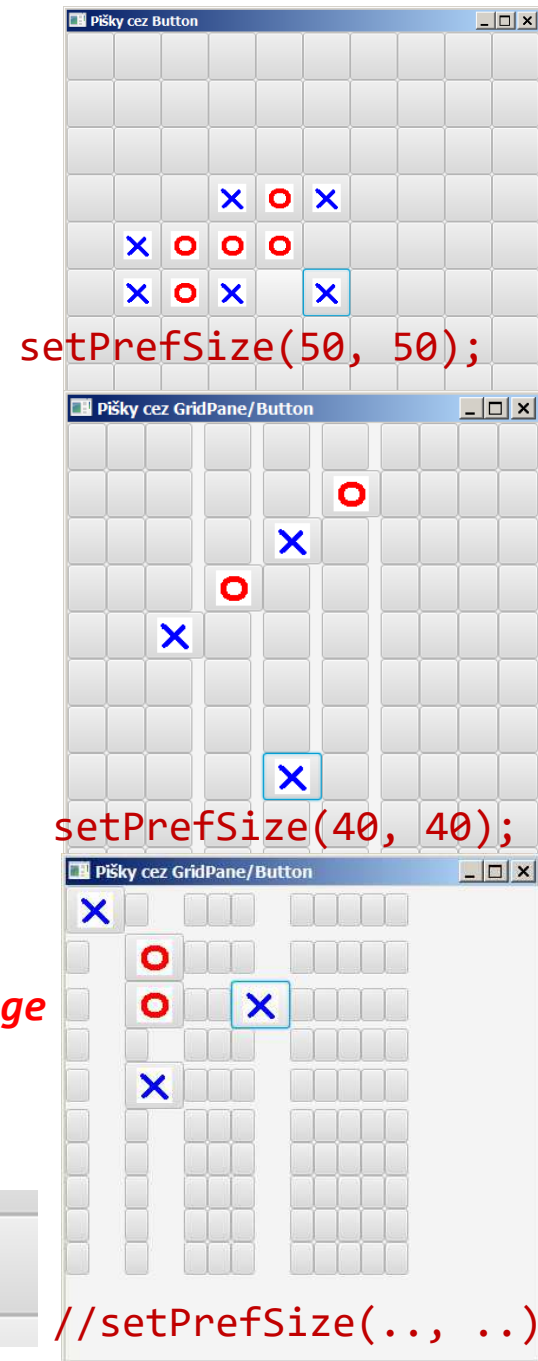 Pišky cez Button
setPrefSize(50, 50);
Pišky cez GridPane/Button
setPrefSize(40, 40);
Pišky cez GridPane/Button
ge
//setPrefSize(.., ..)